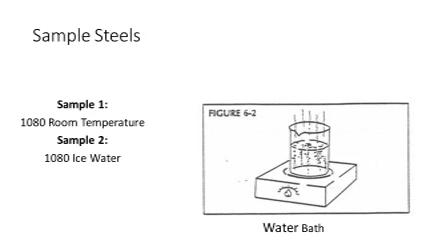 Sample Steels
Sample 1:
1080 Room Temperature
Sample 2:
1080 Ice Water
FIGURE 6-2
Water Bath